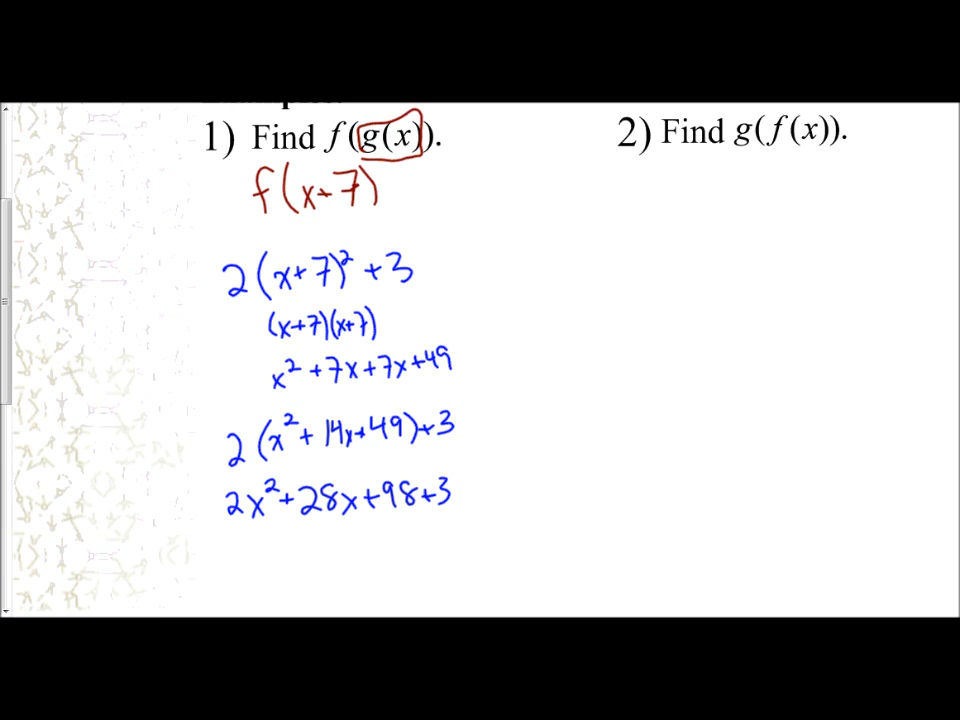 1) Find f(g(x)).
f(x+7)
2(x+7)² + 3
(x+7)(x+7)
x² + 7x + 7x + 49
2(x² + 14x + 49) + 3
2x² + 28x + 98 + 3
2) Find g(f(x)).